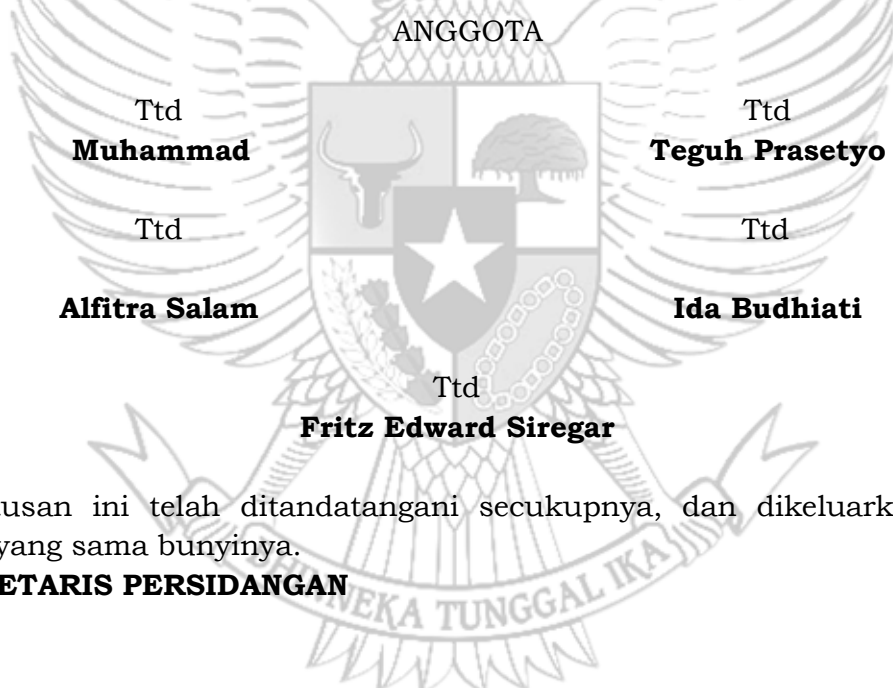 ANGGOTA
Ttd Ttd
Muhammad Teguh Prasetyo
Ttd Ttd
Alfitra Salam Ida Budhiati
Ttd
Fritz Edward Siregar
usan ini telah ditandatangani secukupnya, dan dikeluark
yang sama bunyinya.
ETARIS PERSIDANGAN
HINNEKA TUNGGAL IKA